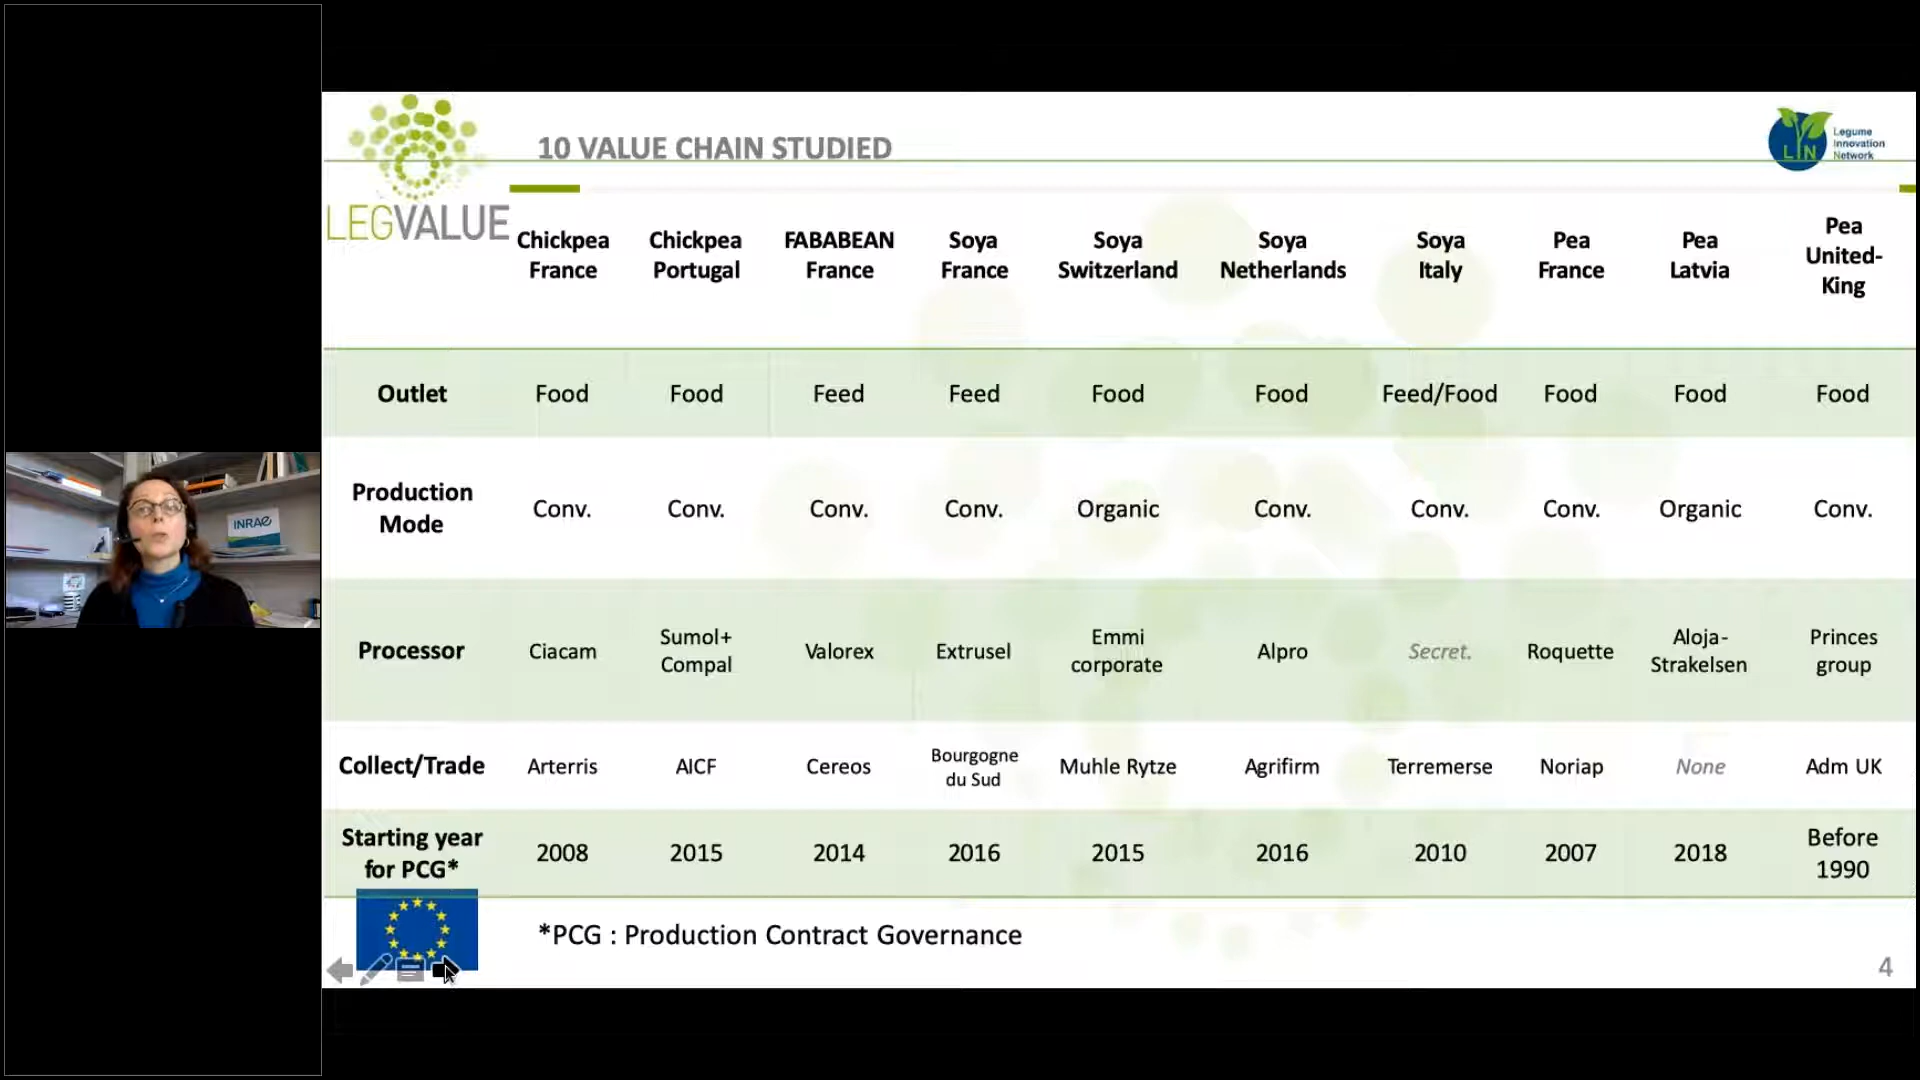 10 VALUE CHAIN STUDIED
LIN
Legume
Innovation
Network
LEGVALUE
Chickpea
France
Chickpea
Portugal
FABABEAN
France
Soya
France
Soya
Switzerland
Soya
Netherlands
Soya
Italy
Pea
France
Pea
Latvia
Pea
United-
King
Outlet Food Food Feed Feed Food Food Feed/Food Food Food Food
Production
Mode
Conv. Conv. Conv. Conv. Organic Conv. Conv. Conv. Organic Conv.
INRAE
Processor
Ciacam
Sumol+
Compal
Valorex
Extrusel
Emmi
corporate
Alpro
Secret.
Roquette
Aloja-
Strakelsen
Princes
group
Collect/Trade
Arterris
AICF
Cereos
Bourgogne
du Sud
Muhle Rytze
Agrifirm
Terremerse
Noriap
None
Adm UK
Starting year
for PCG*
2008 2015 2014 2016 2015 2016 2010 2007 2018
Before
1990
*PCG : Production Contract Governance
4